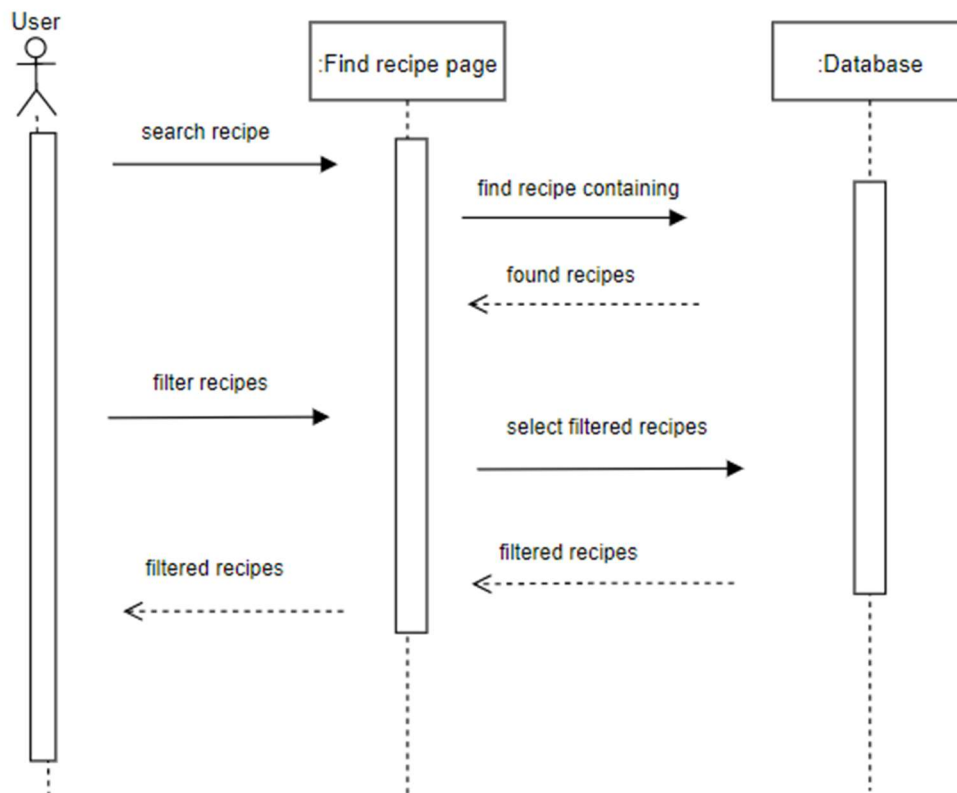 User
:Find recipe page
:Database
search recipe
find recipe containing
found recipes
filter recipes
select filtered recipes
filtered recipes
filtered recipes